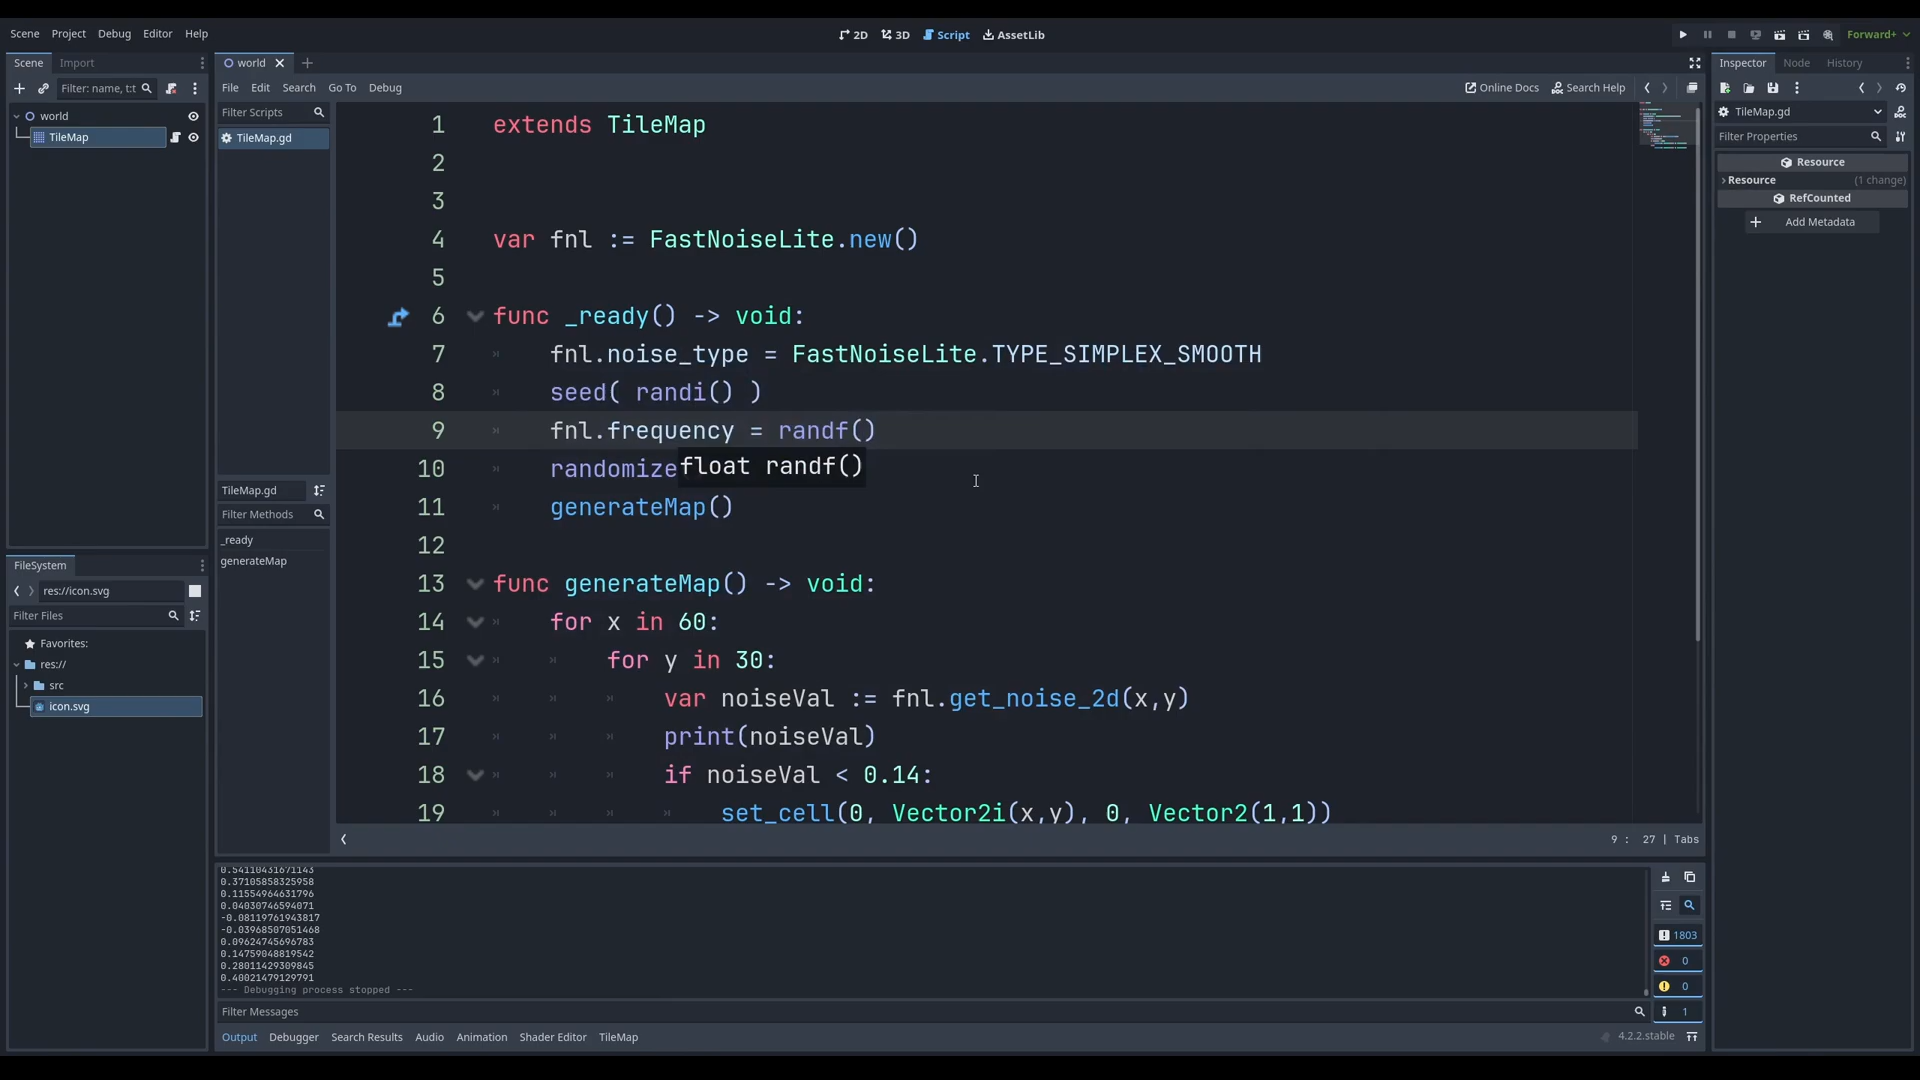 Scene Project Debug Editor Help
2D 3D Script AssetLib
Forward+
Scene Import
world
Inspector Node History
Filter: name, t:t
File Edit Search Go To Debug
Online Docs Search Help
world
TileMap
Filter Scripts
TileMap.gd
TileMap.gd
Filter Properties
Resource
Resource (1 change)
RefCounted
Add Metadata
1 extends TileMap
2
3
4 var fnl := FastNoiseLite.new()
5
6 func _ready() -> void:
7 fnl.noise_type = FastNoiseLite.TYPE_SIMPLEX_SMOOTH
8 seed( randi() )
9 fnl.frequency = randf()
10 randomize
float randf()
11 generateMap()
12
13 func generateMap() -> void:
14 for x in 60:
15 for y in 30:
16 var noiseVal := fnl.get_noise_2d(x,y)
17 print(noiseVal)
18 if noiseVal < 0.14:
19 set_cell(0, Vector2i(x,y), 0, Vector2(1,1))
TileMap.gd
Filter Methods
_ready
generateMap
FileSystem
res://icon.svg
Filter Files
Favorites:
res://
src
icon.svg
9 : 27 | Tabs
0.54110431671143
0.37105858325958
0.11554964631796
0.04030746594071
-0.08119761943817
-0.03968507051468
0.09624745696783
0.14759048819542
0.28011429309845
0.40021479129791
--- Debugging process stopped ---
1803
0
0
1
Filter Messages
Output Debugger Search Results Audio Animation Shader Editor TileMap
4.2.2.stable